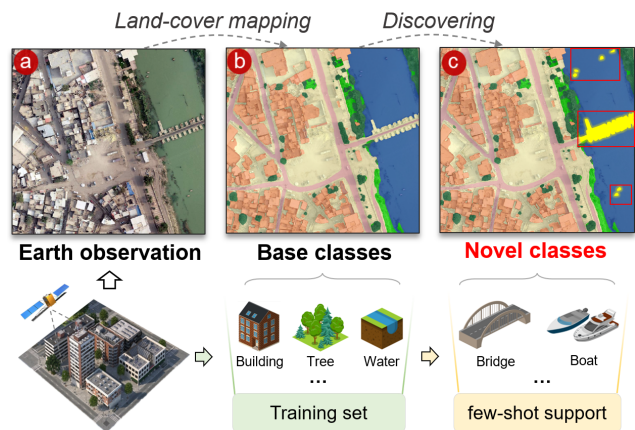 Land-cover mapping
Discovering
a
b
c
Earth observation
Base classes
Novel classes
Building
Tree
Water
...
Bridge
Boat
...
Training set
few-shot support